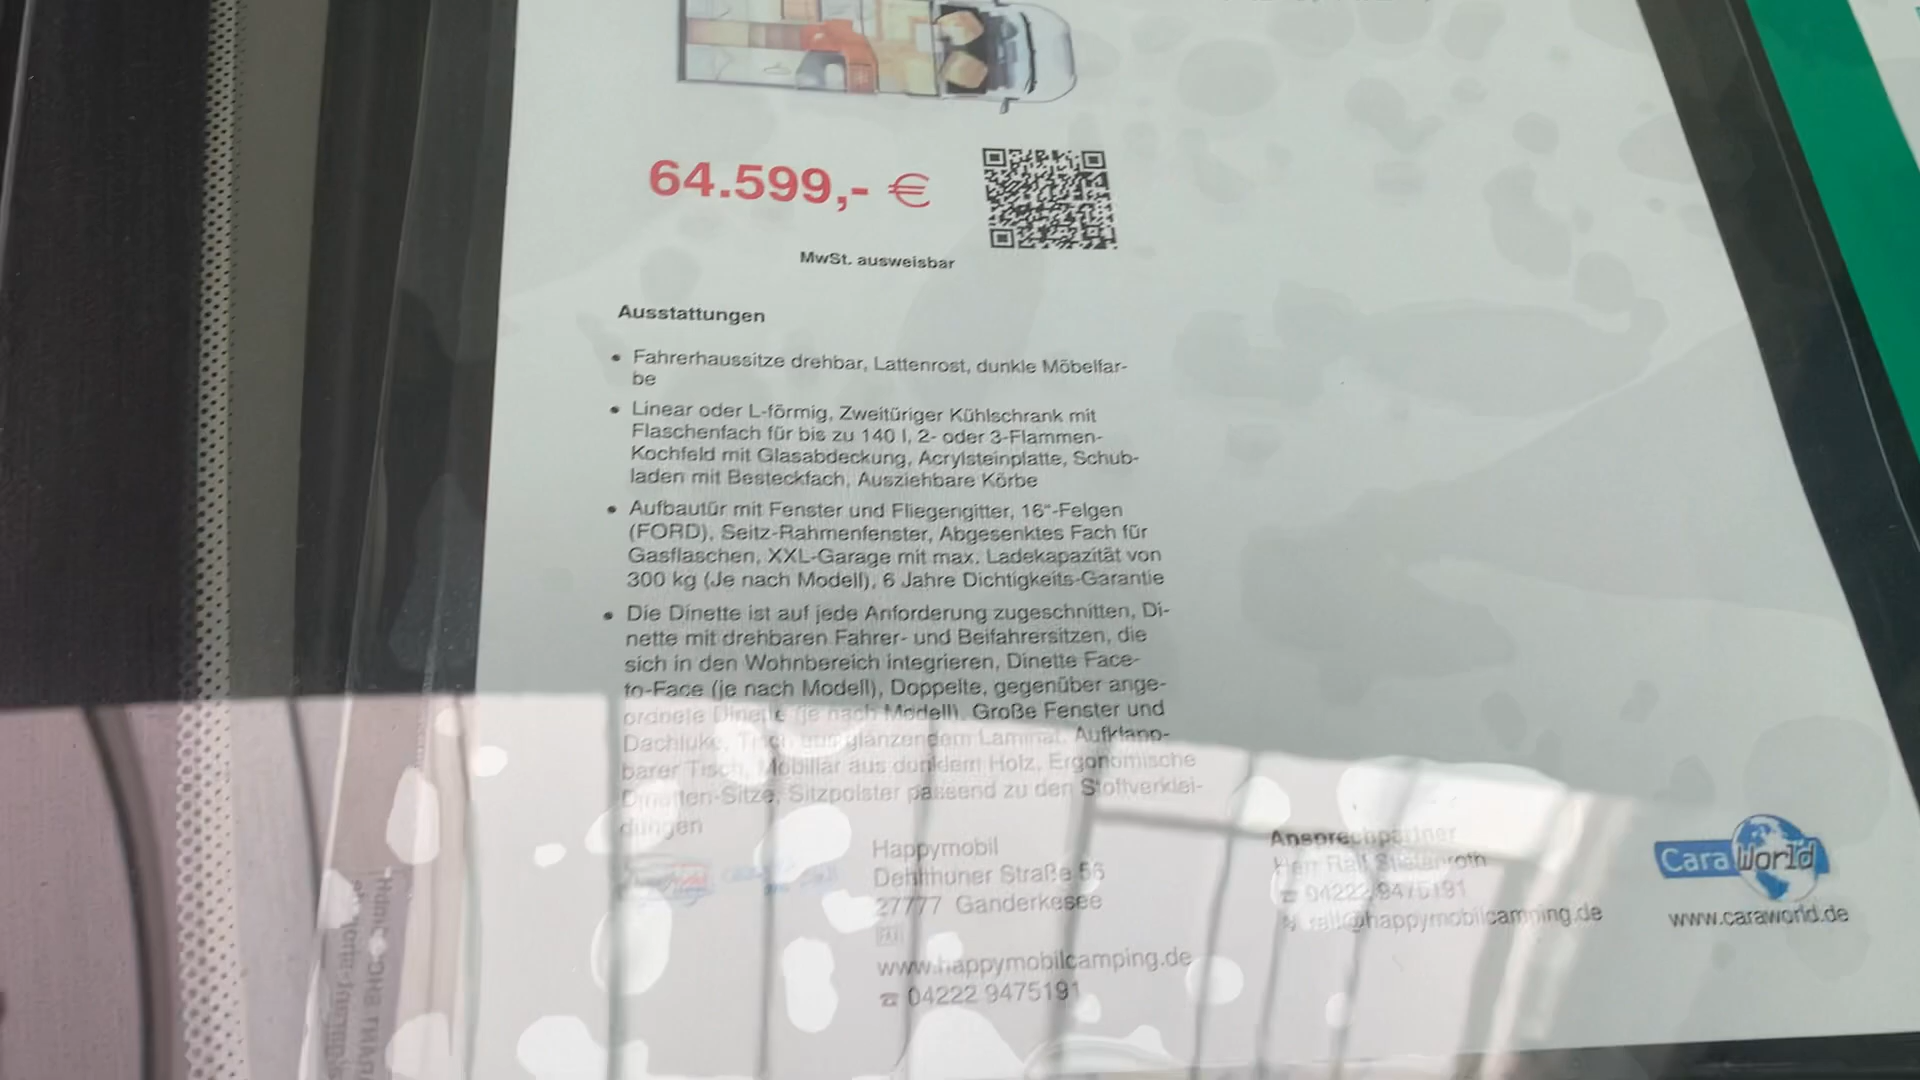 64.599,- €
MwSt. ausweisbar
Ausstattungen
• Fahrerhaussitze drehbar, Lattenrost, dunkle Möbelfar-
be
• Linear oder L-förmig, Zweitüriger Kühlschrank mit
Flaschenfach für bis zu 140 l, 2- oder 3-Flammen-
Kochfeld mit Glasabdeckung, Acrylsteinplatte, Schub-
laden mit Besteckfach, Ausziehbare Körbe
• Aufbautür mit Fenster und Fliegengitter, 16"-Felgen
(FORD), Seitz-Rahmenfenster, Abgesenktes Fach für
Gasflaschen, XXL-Garage mit max. Ladekapazität von
300 kg (Je nach Modell), 6 Jahre Dichtigkeits-Garantie
• Die Dinette ist auf jede Anforderung zugeschnitten, Di-
nette mit drehbaren Fahrer- und Beifahrersitzen, die
sich in den Wohnbereich integrieren, Dinette Face-
to-Face (je nach Modell), Doppelte, gegenüber ange-
ordnete Dinette (je nach Modell), Große Fenster und
Dachluke, Tisch aus glänzendem Laminat, Aufklapp-
barer Tisch, Mobiliar aus dunklem Holz, Ergonomische
Dinetten-Sitze, Sitzpolster passend zu den Stoffverklei-
dungen
Happymobil
Dehlthuner Straße 56
27777 Ganderkesee
www.happymobilcamping.de
☎ 04222 9475191
Ansprechpartner
Herr Ralf
☎ 04222 9475191
ralf@happymobilcamping.de
Cara World
www.caraworld.de